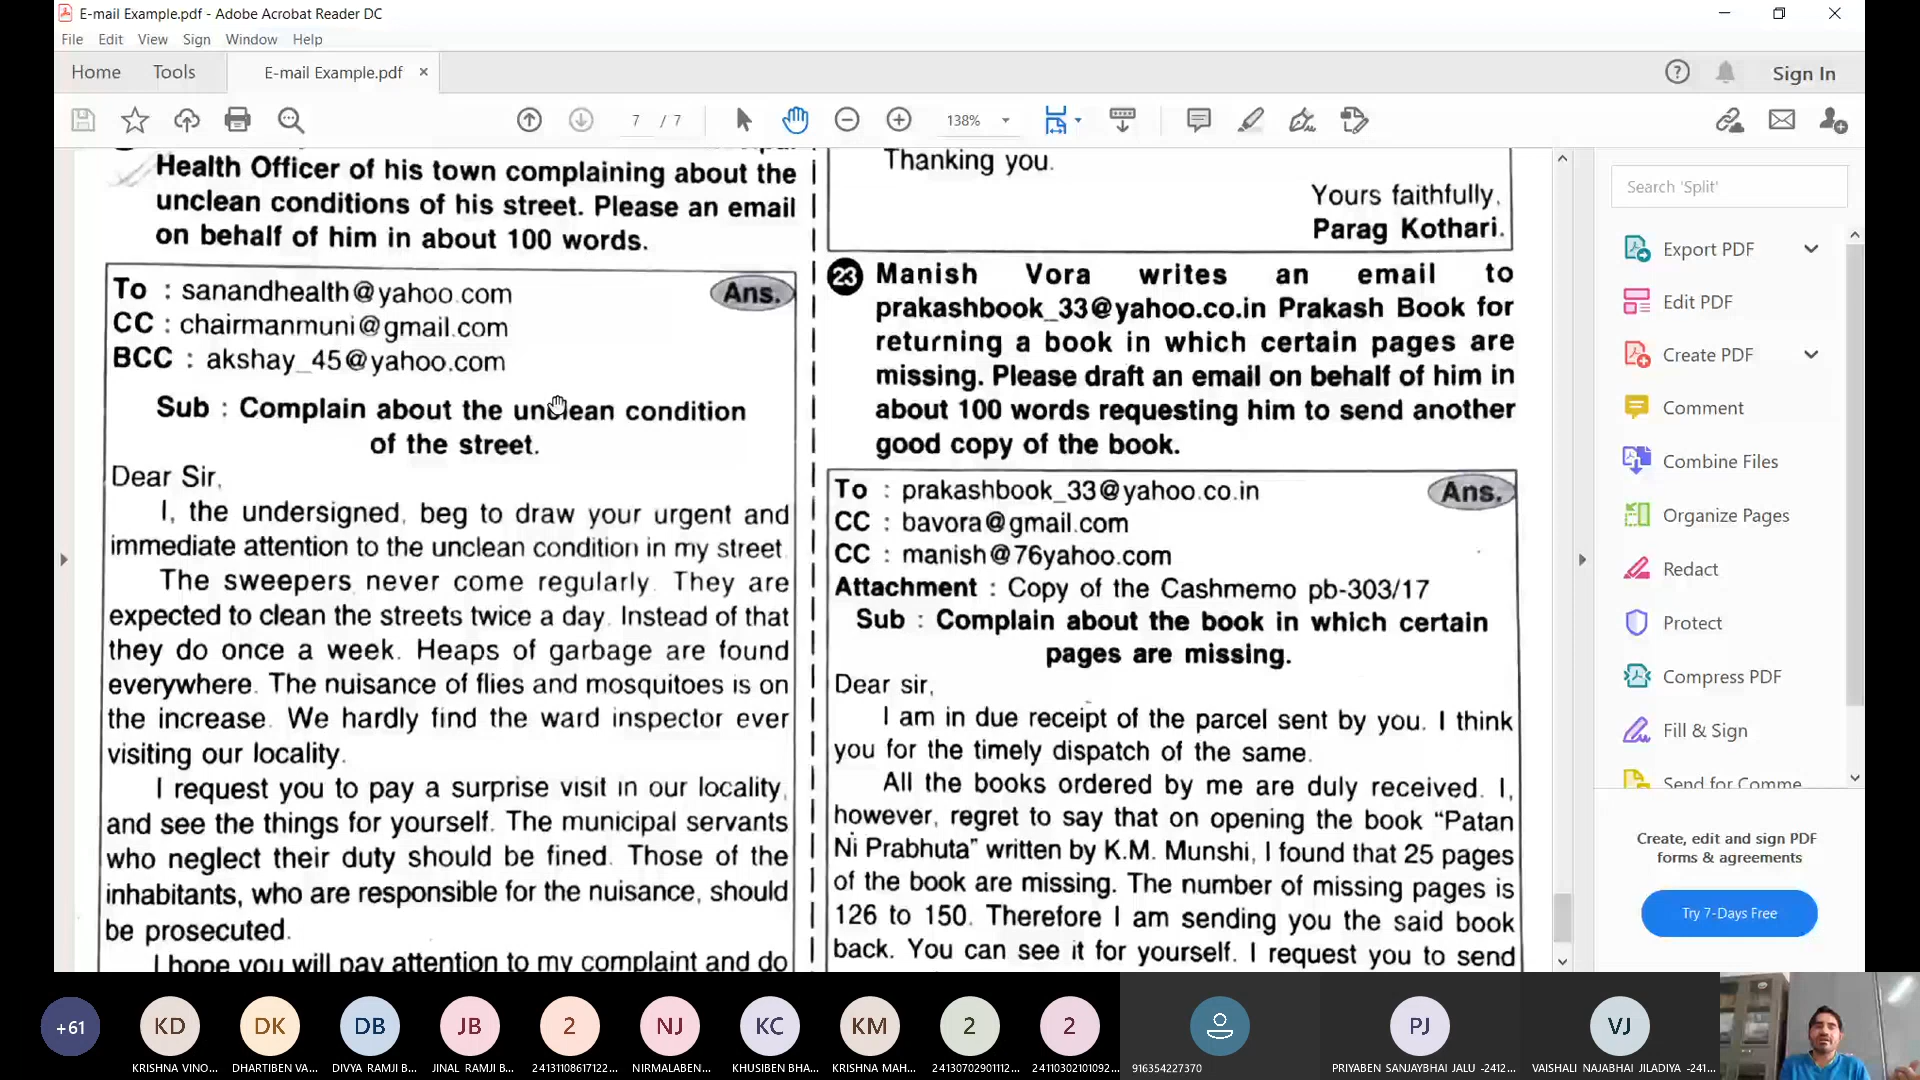 E-mail Example.pdf - Adobe Acrobat Reader DC
File Edit View Sign Window Help
Home Tools E-mail Example.pdf × Sign In
7 / 7 138%
Health Officer of his town complaining about the
unclean conditions of his street. Please an email
on behalf of him in about 100 words.
To : sanandhealth@yahoo.com Ans.
CC : chairmanmuni@gmail.com
BCC : akshay_45@yahoo.com
Sub : Complain about the unclean condition
of the street.
Dear Sir,
I, the undersigned, beg to draw your urgent and
immediate attention to the unclean condition in my street.
The sweepers never come regularly. They are
expected to clean the streets twice a day. Instead of that
they do once a week. Heaps of garbage are found
everywhere. The nuisance of flies and mosquitoes is on
the increase. We hardly find the ward inspector ever
visiting our locality.
I request you to pay a surprise visit in our locality,
and see the things for yourself. The municipal servants
who neglect their duty should be fined. Those of the
inhabitants, who are responsible for the nuisance, should
be prosecuted.
I hope you will pay attention to my complaint and do
Thanking you.
Yours faithfully,
Parag Kothari.
23 Manish Vora writes an email to
prakashbook_33@yahoo.co.in Prakash Book for
returning a book in which certain pages are
missing. Please draft an email on behalf of him in
about 100 words requesting him to send another
good copy of the book.
To : prakashbook_33@yahoo.co.in Ans.
CC : bavora@gmail.com
CC : manish@76yahoo.com
Attachment : Copy of the Cashmemo pb-303/17
Sub : Complain about the book in which certain
pages are missing.
Dear sir,
I am in due receipt of the parcel sent by you. I think
you for the timely dispatch of the same.
All the books ordered by me are duly received. I,
however, regret to say that on opening the book “Patan
Ni Prabhuta” written by K.M. Munshi, I found that 25 pages
of the book are missing. The number of missing pages is
126 to 150. Therefore I am sending you the said book
back. You can see it for yourself. I request you to send
Search 'Split'
Export PDF
Edit PDF
Create PDF
Comment
Combine Files
Organize Pages
Redact
Protect
Compress PDF
Fill & Sign
Send for Comme
Create, edit and sign PDF
forms & agreements
Try 7-Days Free
+61 KD DK DB JB 2 NJ KC KM 2 2 PJ VJ
KRISHNA VINO... DHARTIBEN VA... DIVYA RAMJI B... JINAL RAMJI B... 24131108617122... NIRMALABEN... KHUSIBEN BHA... KRISHNA MAH... 24130702901112... 24110302101092... 916354227370 PRIYABEN SANJAYBHAI JALU -2412... VAISHALI NAJABHAI JILADIYA -241...